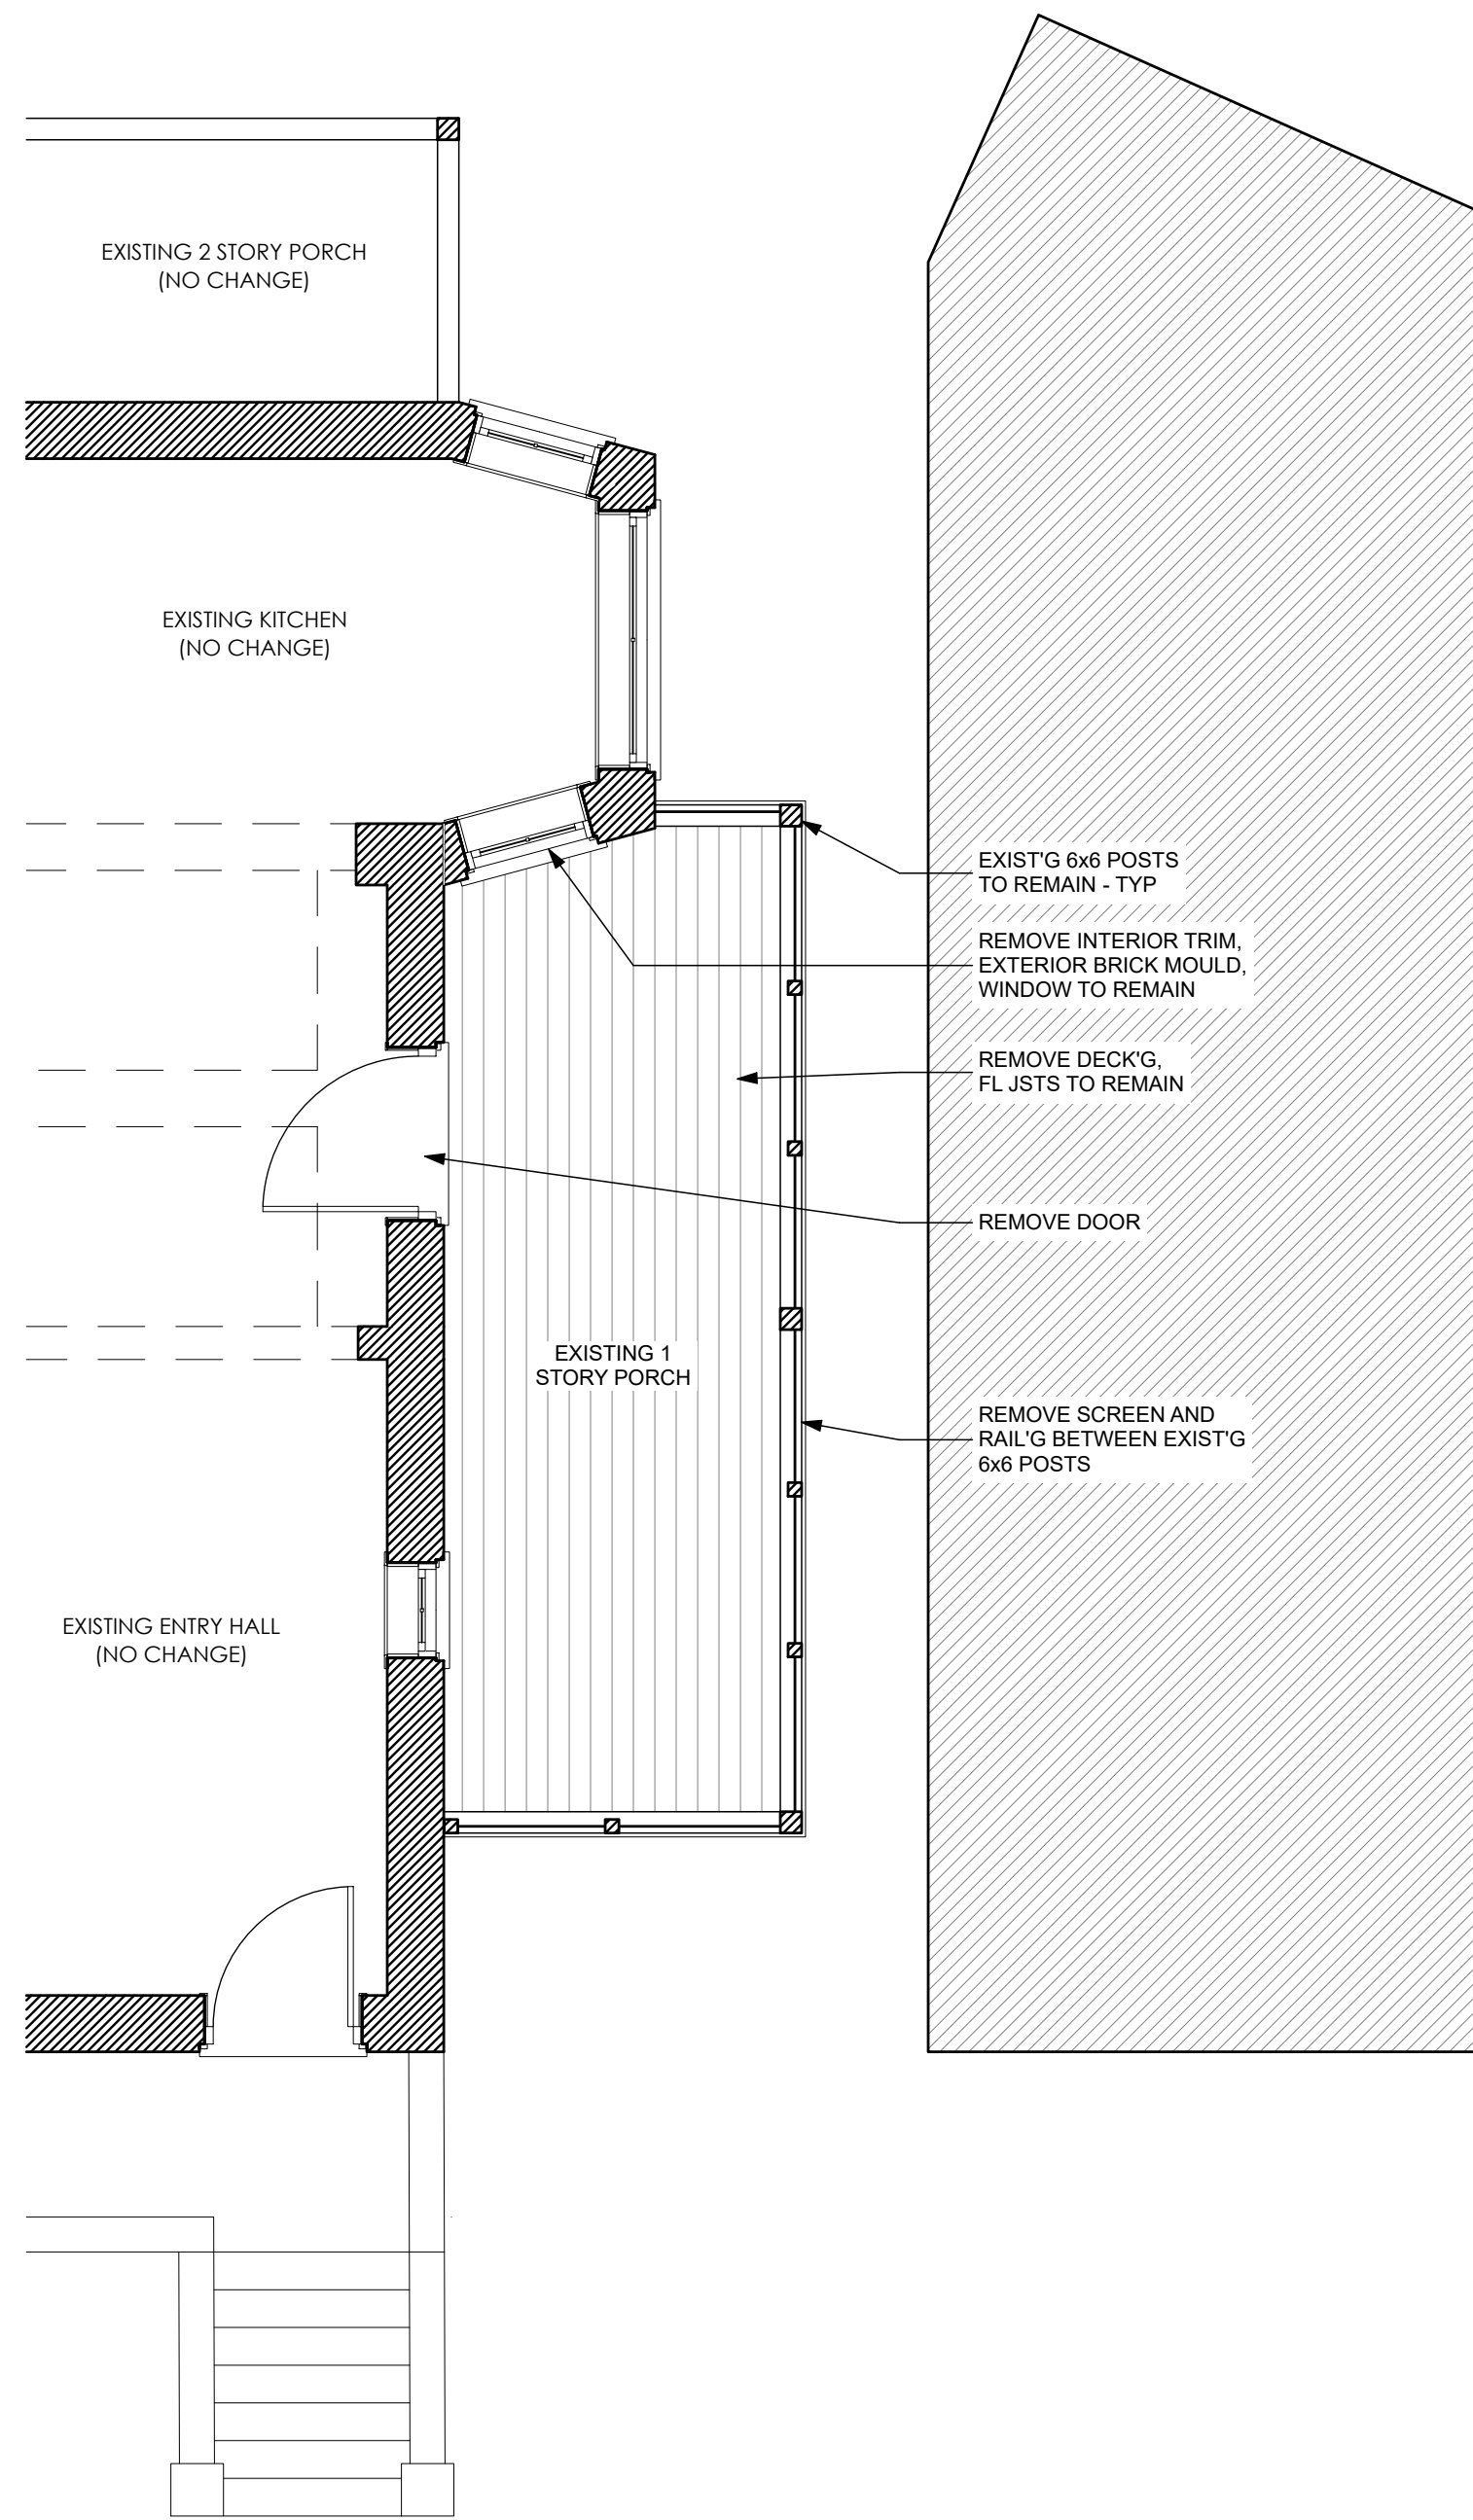 EXISTING 2 STORY PORCH
(NO CHANGE)
EXISTING KITCHEN
(NO CHANGE)
EXIST'G 6x6 POSTS
TO REMAIN - TYP
REMOVE INTERIOR TRIM,
EXTERIOR BRICK MOULD,
WINDOW TO REMAIN
REMOVE DECK'G,
FL JSTS TO REMAIN
REMOVE DOOR
EXISTING 1
STORY PORCH
REMOVE SCREEN AND
RAIL'G BETWEEN EXIST'G
6x6 POSTS
EXISTING ENTRY HALL
(NO CHANGE)